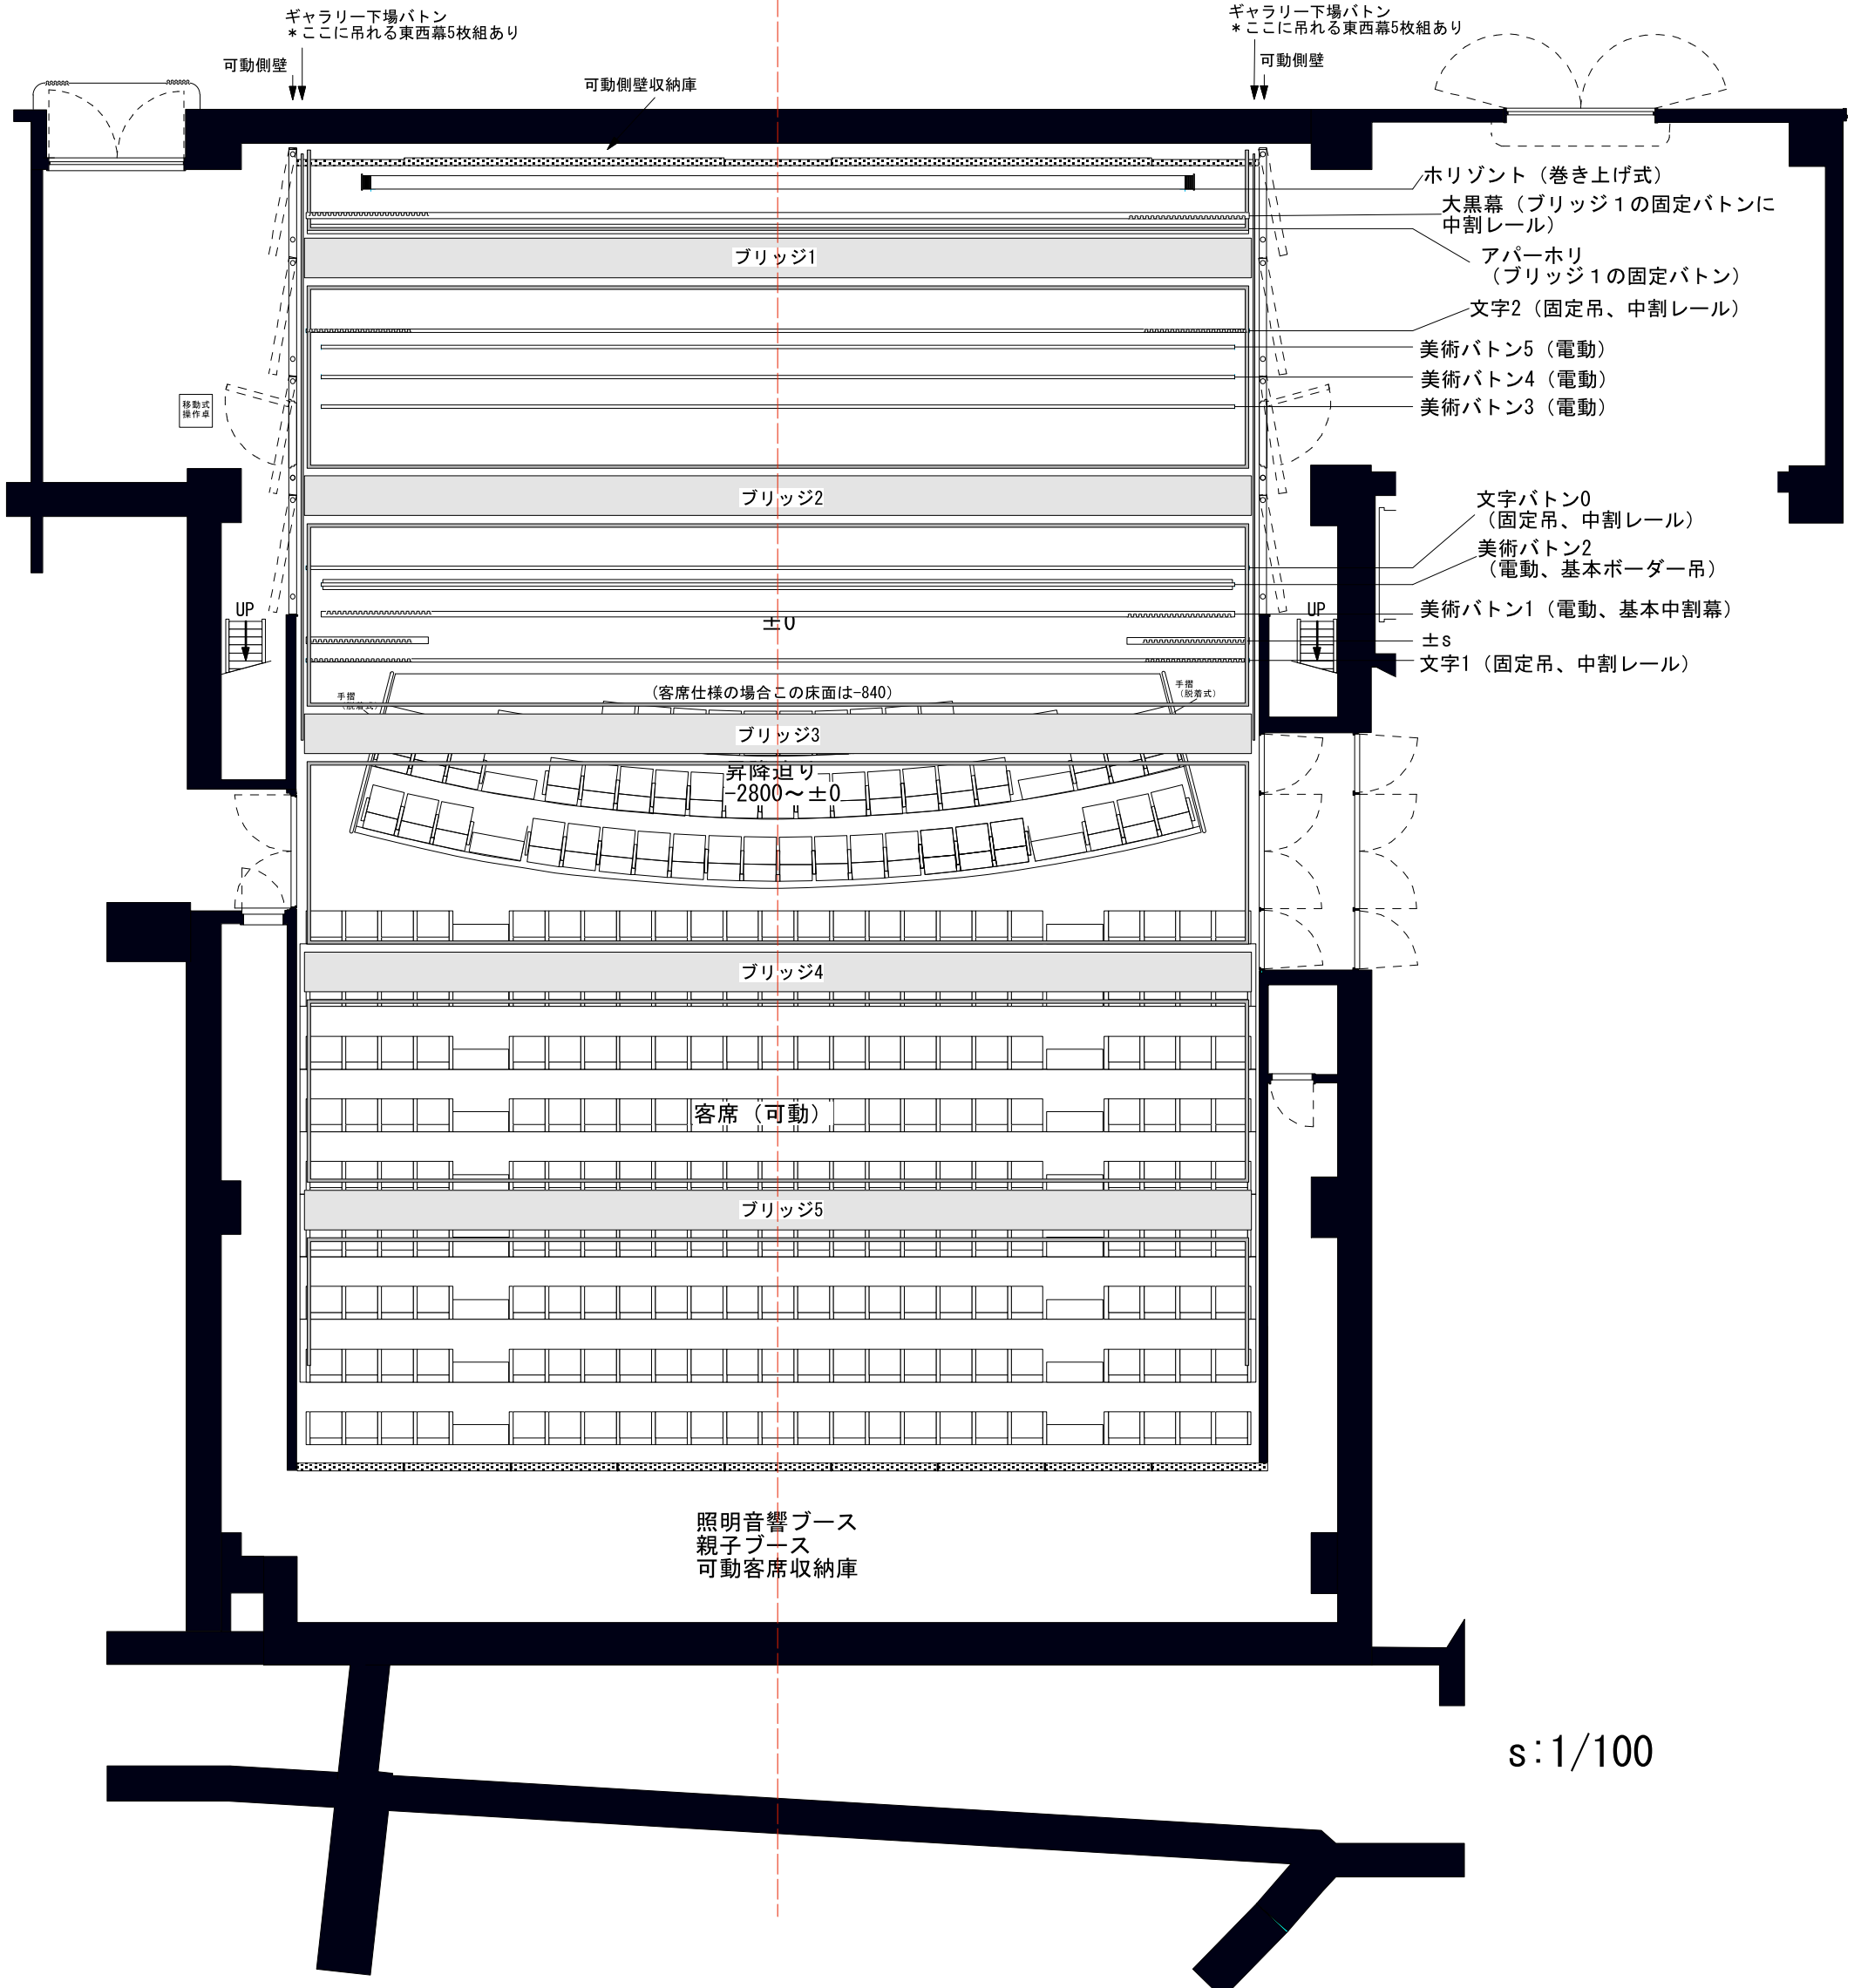 ギャラリー下場バトン
＊ここに吊れる東西幕5枚組あり
ギャラリー下場バトン
＊ここに吊れる東西幕5枚組あり
可動側壁
可動側壁
可動側壁収納庫
ホリゾント（巻き上げ式）
大黒幕（ブリッジ１の固定バトンに
中割レール）
ブリッジ1
アパーホリ
（ブリッジ１の固定バトン）
文字2（固定吊、中割レール）
美術バトン5（電動）
美術バトン4（電動）
美術バトン3（電動）
移動式
操作卓
ブリッジ2
文字バトン0
（固定吊、中割レール）
美術バトン2
（電動、基本ボーダー吊）
UP
UP
美術バトン1（電動、基本中割幕）
±0
±s
文字1（固定吊、中割レール）
手摺
（脱着式）
（客席仕様の場合この床面は-840）
手摺
（脱着式）
ブリッジ3
昇降迫り
-2800～±0
ブリッジ4
客席（可動）
ブリッジ5
照明音響ブース
親子ブース
可動客席収納庫
s:1/100